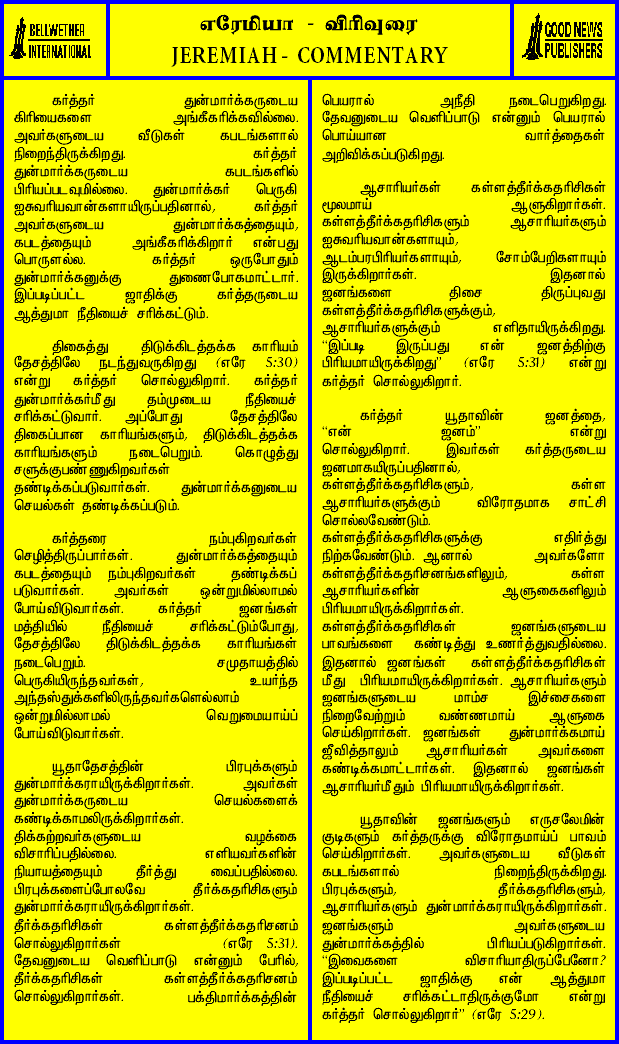 BELLWETHER
INTERNATIONAL
எரேமியா - விரிவுரை
JEREMIAH - COMMENTARY
GOOD NEWS
PUBLISHERS
கர்த்தர் துன்மார்க்கருடைய
கிரியைகளை அங்கீகரிக்கவில்லை.
அவர்களுடைய வீடுகள் கபடங்களால்
நிறைந்திருக்கிறது. கர்த்தர்
துன்மார்க்கருடைய கபடங்களில்
பிரியப்படவுமில்லை. துன்மார்க்கர் பெருகி
ஐசுவரியவான்களாயிருப்பதினால், கர்த்தர்
அவர்களுடைய துன்மார்க்கத்தையும்,
கபடத்தையும் அங்கீகரிக்கிறார் என்பது
பொருளல்ல. கர்த்தர் ஒருபோதும்
துன்மார்க்கனுக்கு துணைபோகமாட்டார்.
இப்படிப்பட்ட ஜாதிக்கு கர்த்தருடைய
ஆத்துமா நீதியைச் சரிக்கட்டும்.
திகைத்து திடுக்கிடத்தக்க காரியம்
தேசத்திலே நடந்துவருகிறது (எரே 5:30)
என்று கர்த்தர் சொல்லுகிறார். கர்த்தர்
துன்மார்க்கர்மீது தம்முடைய நீதியைச்
சரிக்கட்டுவார். அப்போது தேசத்திலே
திகைப்பான காரியங்களும், திடுக்கிடத்தக்க
காரியங்களும் நடைபெறும். கொழுத்து
சளுக்குபண்ணுகிறவர்கள்
தண்டிக்கப்படுவார்கள். துன்மார்க்கனுடைய
செயல்கள் தண்டிக்கப்படும்.
கர்த்தரை நம்புகிறவர்கள்
செழித்திருப்பார்கள். துன்மார்க்கத்தையும்
கபடத்தையும் நம்புகிறவர்கள் தண்டிக்கப்
படுவார்கள். அவர்கள் ஒன்றுமில்லாமல்
போய்விடுவார்கள். கர்த்தர் ஜனங்கள்
மத்தியில் நீதியைச் சரிக்கட்டும்போது,
தேசத்திலே திடுக்கிடத்தக்க காரியங்கள்
நடைபெறும். சமுதாயத்தில்
பெருகியிருந்தவர்கள், உயர்ந்த
அந்தஸ்துக்களிலிருந்தவர்களெல்லாம்
ஒன்றுமில்லாமல் வெறுமையாய்ப்
போய்விடுவார்கள்.
யூதாதேசத்தின் பிரபுக்களும்
துன்மார்க்கராயிருக்கிறார்கள். அவர்கள்
துன்மார்க்கருடைய செயல்களைக்
கண்டிக்காமலிருக்கிறார்கள்.
திக்கற்றவர்களுடைய வழக்கை
விசாரிப்பதில்லை. எளியவர்களின்
நியாயத்தையும் தீர்த்து வைப்பதில்லை.
பிரபுக்களைப்போலவே தீர்க்கதரிசிகளும்
துன்மார்க்கராயிருக்கிறார்கள்.
தீர்க்கதரிசிகள் கள்ளத்தீர்க்கதரிசனம்
சொல்லுகிறார்கள் (எரே 5:31).
தேவனுடைய வெளிப்பாடு என்னும் பேரில்,
தீர்க்கதரிசிகள் கள்ளத்தீர்க்கதரிசனம்
சொல்லுகிறார்கள். பக்திமார்க்கத்தின்
பெயரால் அநீதி நடைபெறுகிறது.
தேவனுடைய வெளிப்பாடு என்னும் பெயரால்
பொய்யான வார்த்தைகள்
அறிவிக்கப்படுகிறது.
ஆசாரியர்கள் கள்ளத்தீர்க்கதரிசிகள்
மூலமாய் ஆளுகிறார்கள்.
கள்ளத்தீர்க்கதரிசிகளும் ஆசாரியர்களும்
ஐசுவரியவான்களாயும்,
ஆடம்பரபிரியர்களாயும், சோம்பேறிகளாயும்
இருக்கிறார்கள். இதனால்
ஜனங்களை திசை திருப்புவது
கள்ளத்தீர்க்கதரிசிகளுக்கும்,
ஆசாரியர்களுக்கும் எளிதாயிருக்கிறது.
“இப்படி இருப்பது என் ஜனத்திற்கு
பிரியமாயிருக்கிறது” (எரே 5:31) என்று
கர்த்தர் சொல்லுகிறார்.
கர்த்தர் யூதாவின் ஜனத்தை,
“என் ஜனம்” என்று
சொல்லுகிறார். இவர்கள் கர்த்தருடைய
ஜனமாகயிருப்பதினால்,
கள்ளத்தீர்க்கதரிசிகளும், கள்ள
ஆசாரியர்களுக்கும் விரோதமாக சாட்சி
சொல்லவேண்டும்.
கள்ளத்தீர்க்கதரிசிகளுக்கு எதிர்த்து
நிற்கவேண்டும். ஆனால் அவர்களோ
கள்ளத்தீர்க்கதரிசனங்களிலும், கள்ள
ஆசாரியர்களின் ஆளுகைகளிலும்
பிரியமாயிருக்கிறார்கள்.
கள்ளத்தீர்க்கதரிசிகள் ஜனங்களுடைய
பாவங்களை கண்டித்து உணர்த்துவதில்லை.
இதனால் ஜனங்கள் கள்ளத்தீர்க்கதரிசிகள்
மீது பிரியமாயிருக்கிறார்கள். ஆசாரியர்களும்
ஜனங்களுடைய மாம்ச இச்சைகளை
நிறைவேற்றும் வண்ணமாய் ஆளுகை
செய்கிறார்கள். ஜனங்கள் துன்மார்க்கமாய்
ஜீவித்தாலும் ஆசாரியர்கள் அவர்களை
கண்டிக்கமாட்டார்கள். இதனால் ஜனங்கள்
ஆசாரியர்மீதும் பிரியமாயிருக்கிறார்கள்.
யூதாவின் ஜனங்களும் எருசலேமின்
குடிகளும் கர்த்தருக்கு விரோதமாய்ப் பாவம்
செய்கிறார்கள். அவர்களுடைய வீடுகள்
கபடங்களால் நிறைந்திருக்கிறது.
பிரபுக்களும், தீர்க்கதரிசிகளும்,
ஆசாரியர்களும் துன்மார்க்கராயிருக்கிறார்கள்.
ஜனங்களும் அவர்களுடைய
துன்மார்க்கத்தில் பிரியப்படுகிறார்கள்.
“இவைகளை விசாரியாதிருப்பேனோ?
இப்படிப்பட்ட ஜாதிக்கு என் ஆத்துமா
நீதியைச் சரிக்கட்டாதிருக்குமோ என்று
கர்த்தர் சொல்லுகிறார்” (எரே 5:29).